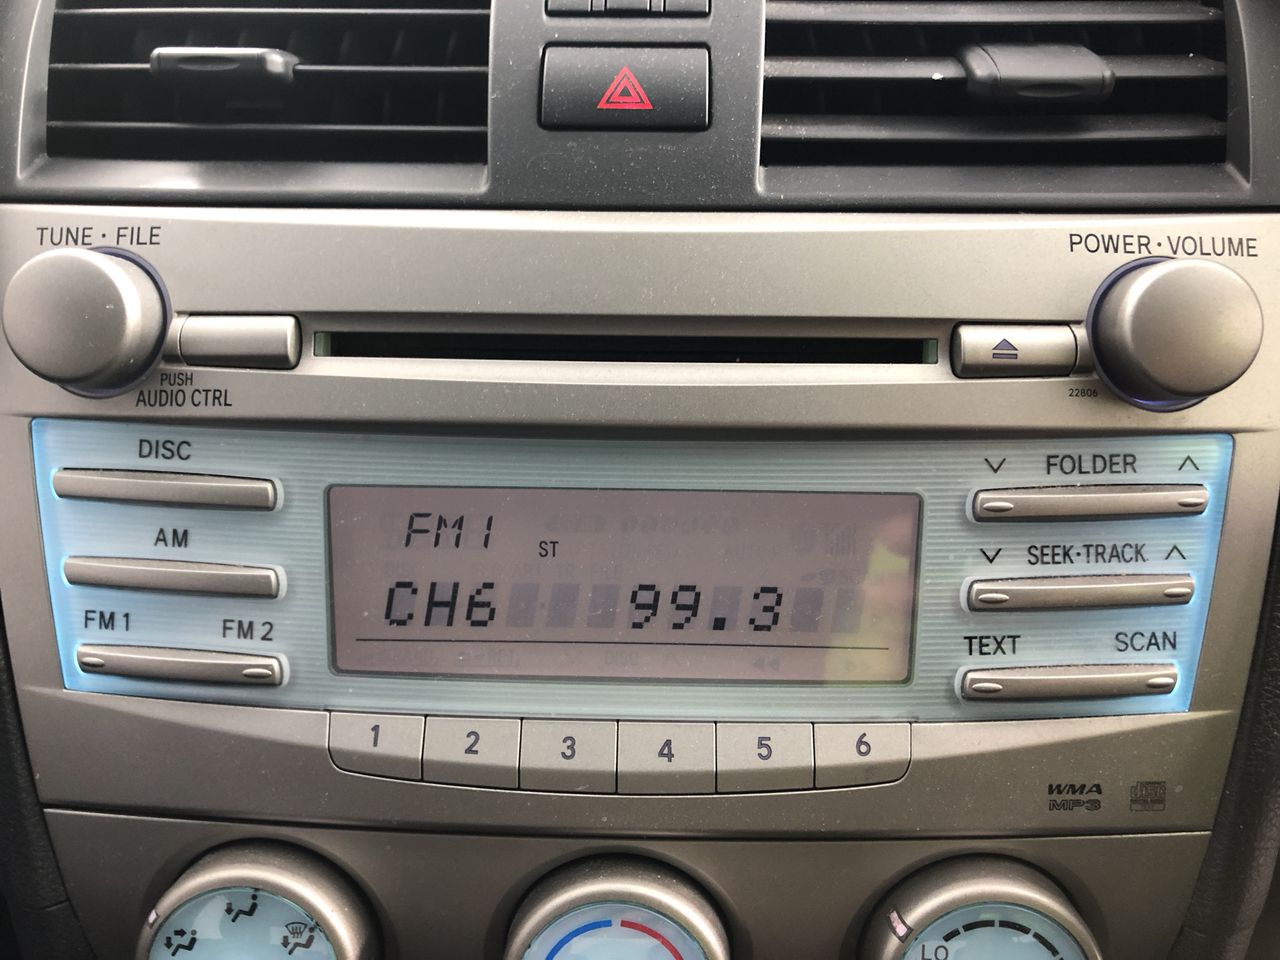 TUNE・FILE
POWER・VOLUME
PUSH
AUDIO CTRL
22806
DISC
FOLDER
AM
SEEK・TRACK
FM1
FM2
TEXT
SCAN
FM1
ST
CH6 99.3
1 2 3 4 5 6
WMA
MP3
disc
LO